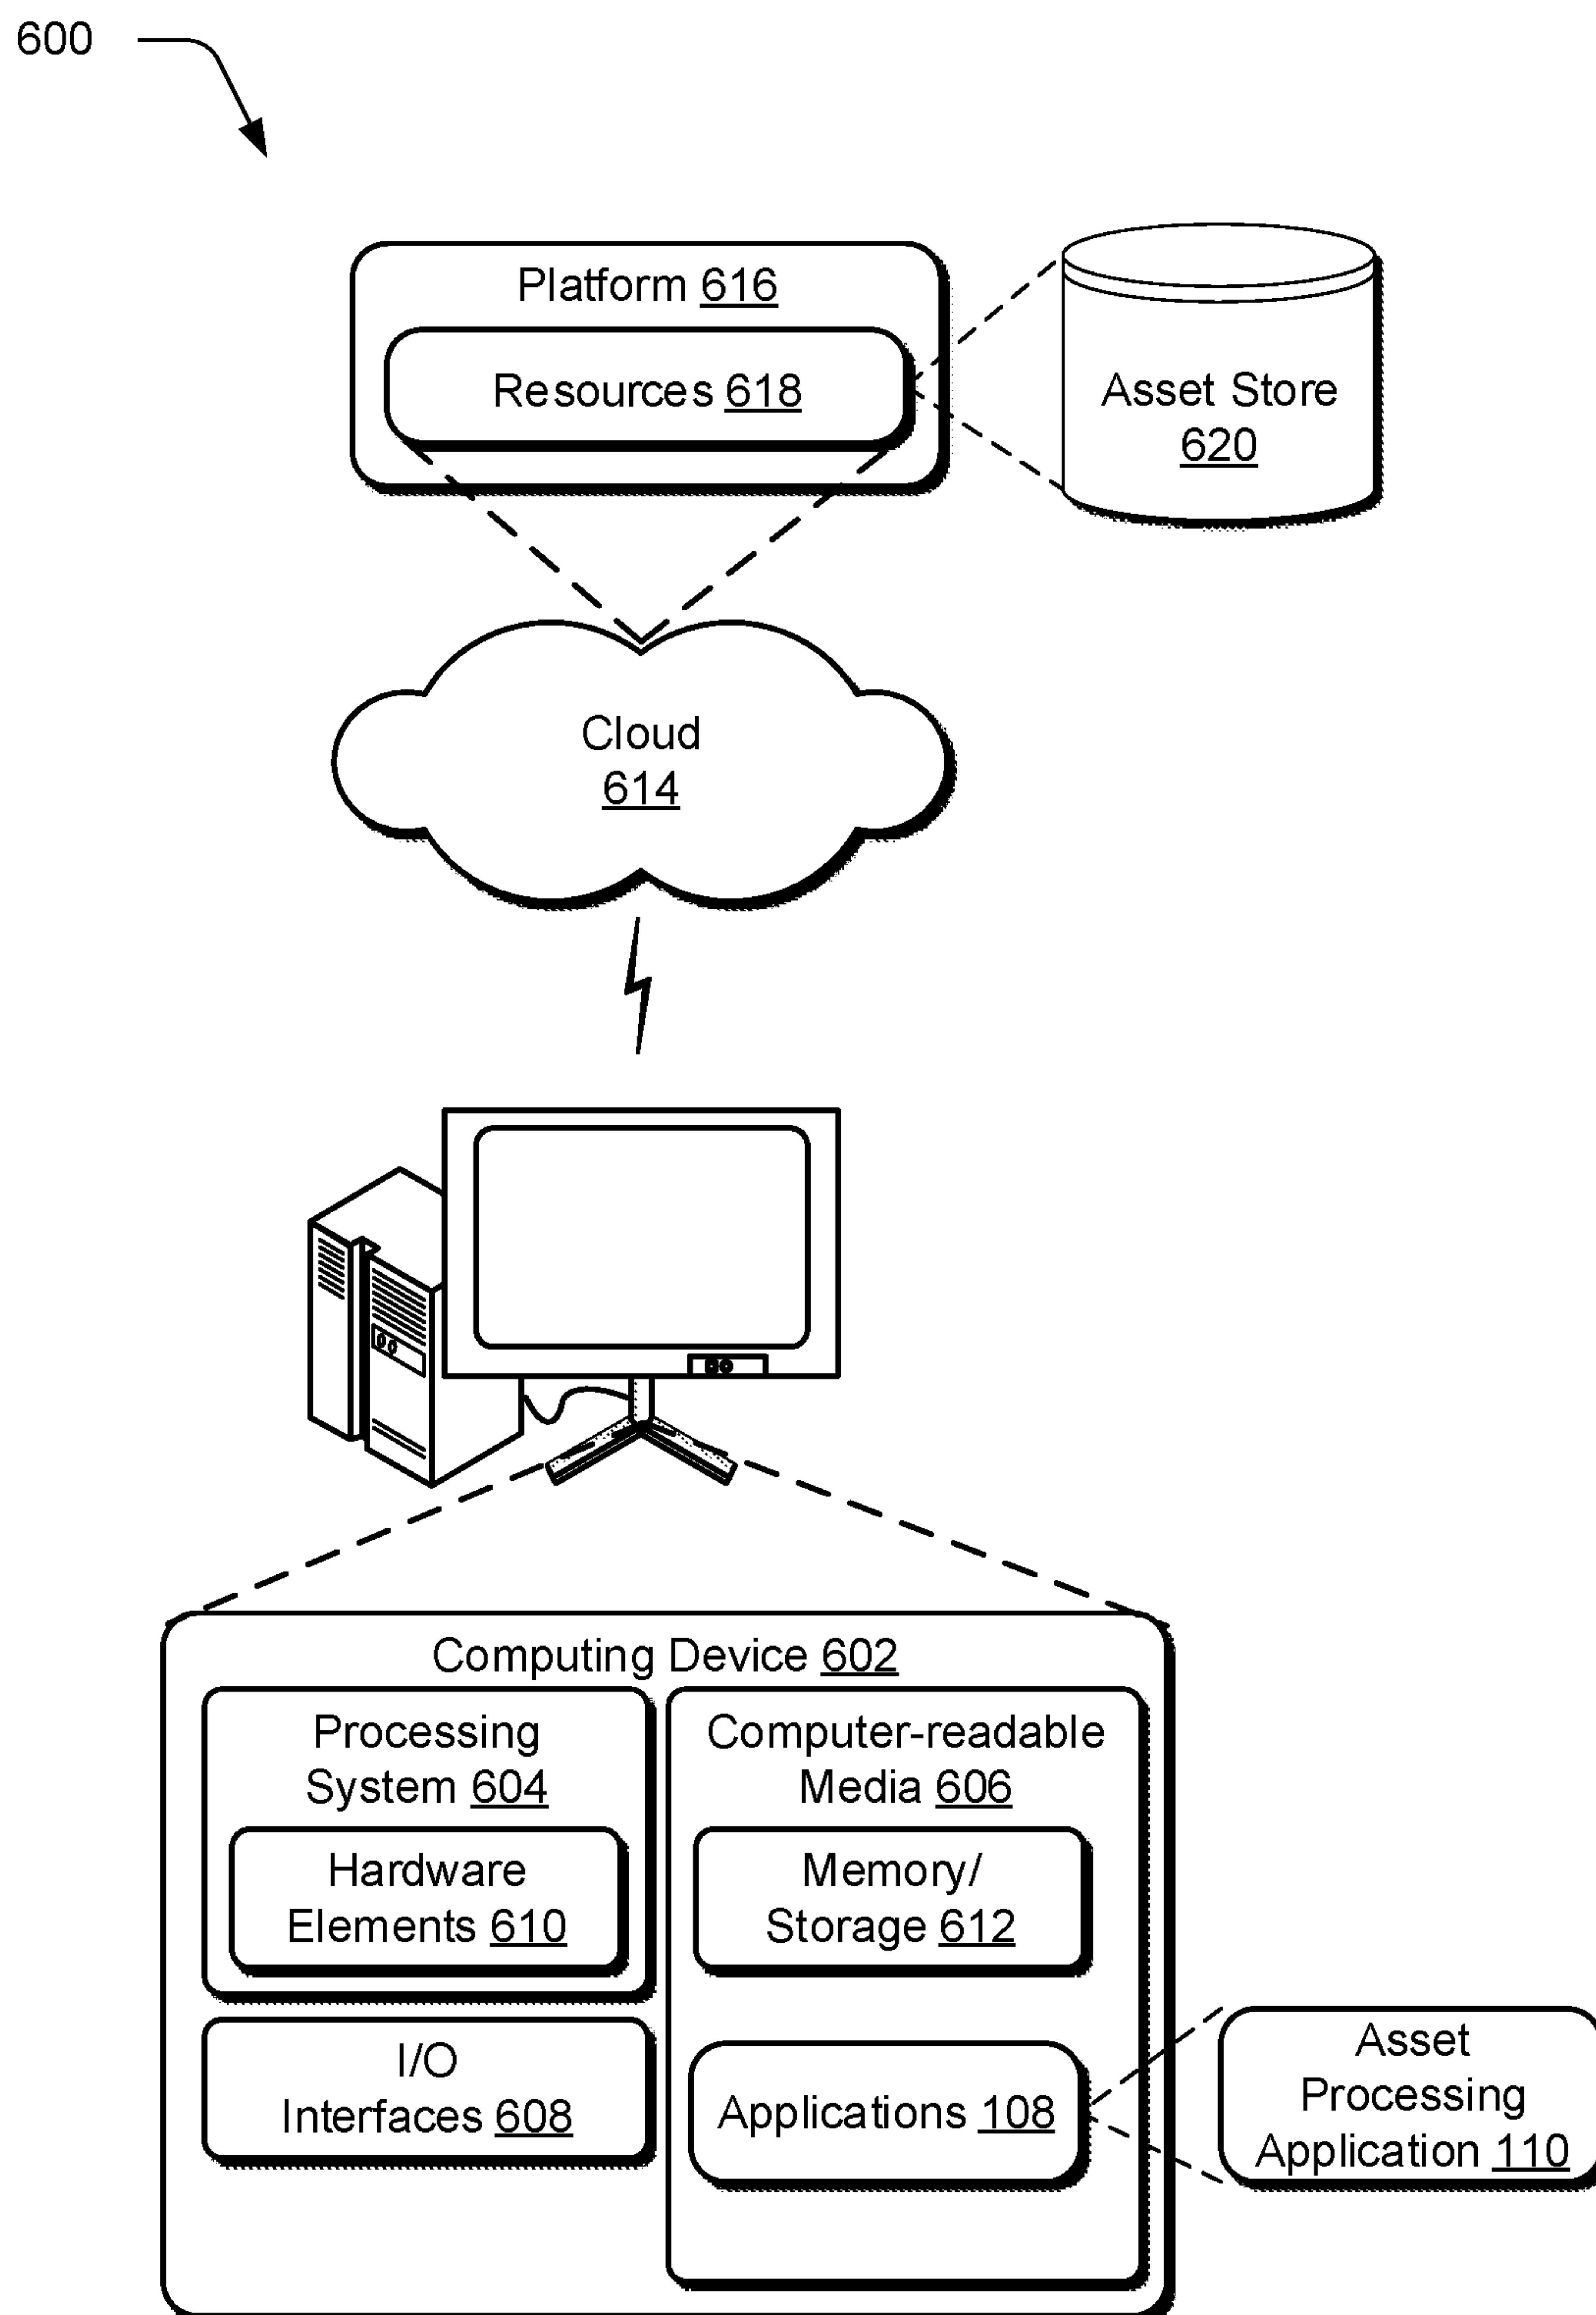 600
Platform 616
Resources 618
Asset Store
620
Cloud
614
Computing Device 602
Processing
System 604
Hardware
Elements 610
I/O
Interfaces 608
Computer-readable
Media 606
Memory/
Storage 612
Applications 108
Asset
Processing
Application 110